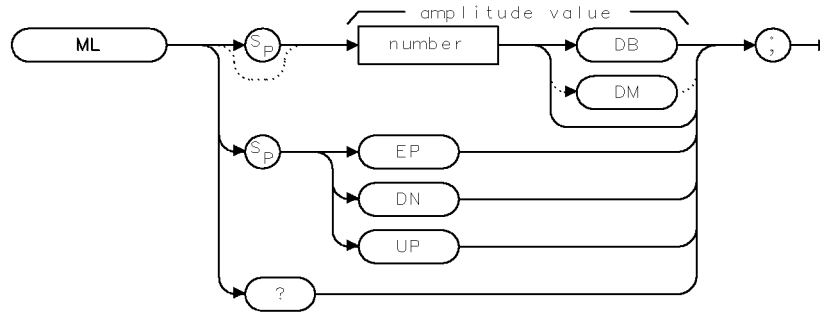 amplitude value
ML
SP
number
DB
;
DM
SP
EP
DN
UP
?